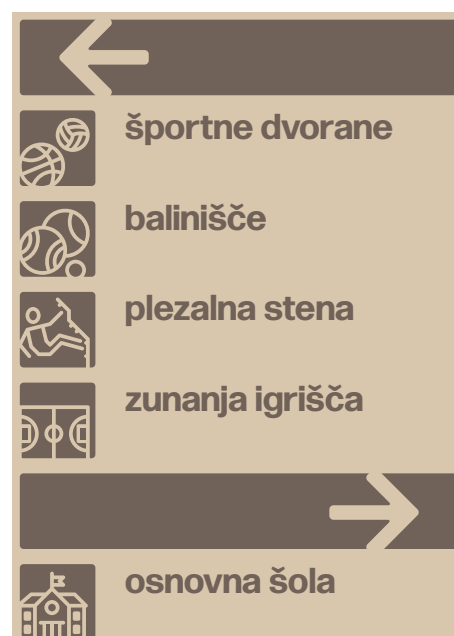 športne dvorane
balinišče
plezalna stena
zunanja igrišča
osnovna šola